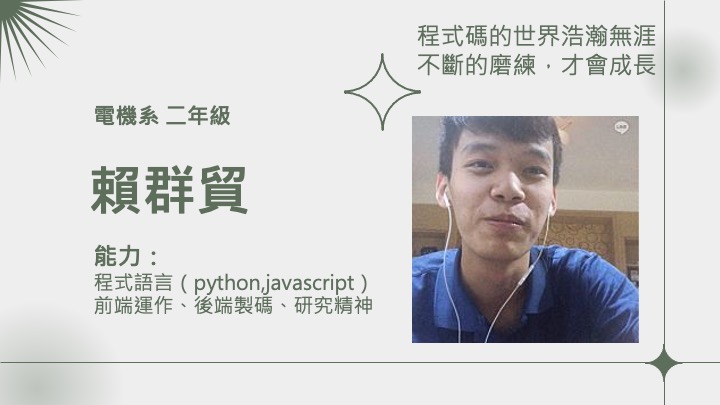 程式碼的世界浩瀚無涯
不斷的磨練，才會成長
電機系 二年級
賴群貿
能力：
程式語言（python,javascript）
前端運作、後端製碼、研究精神